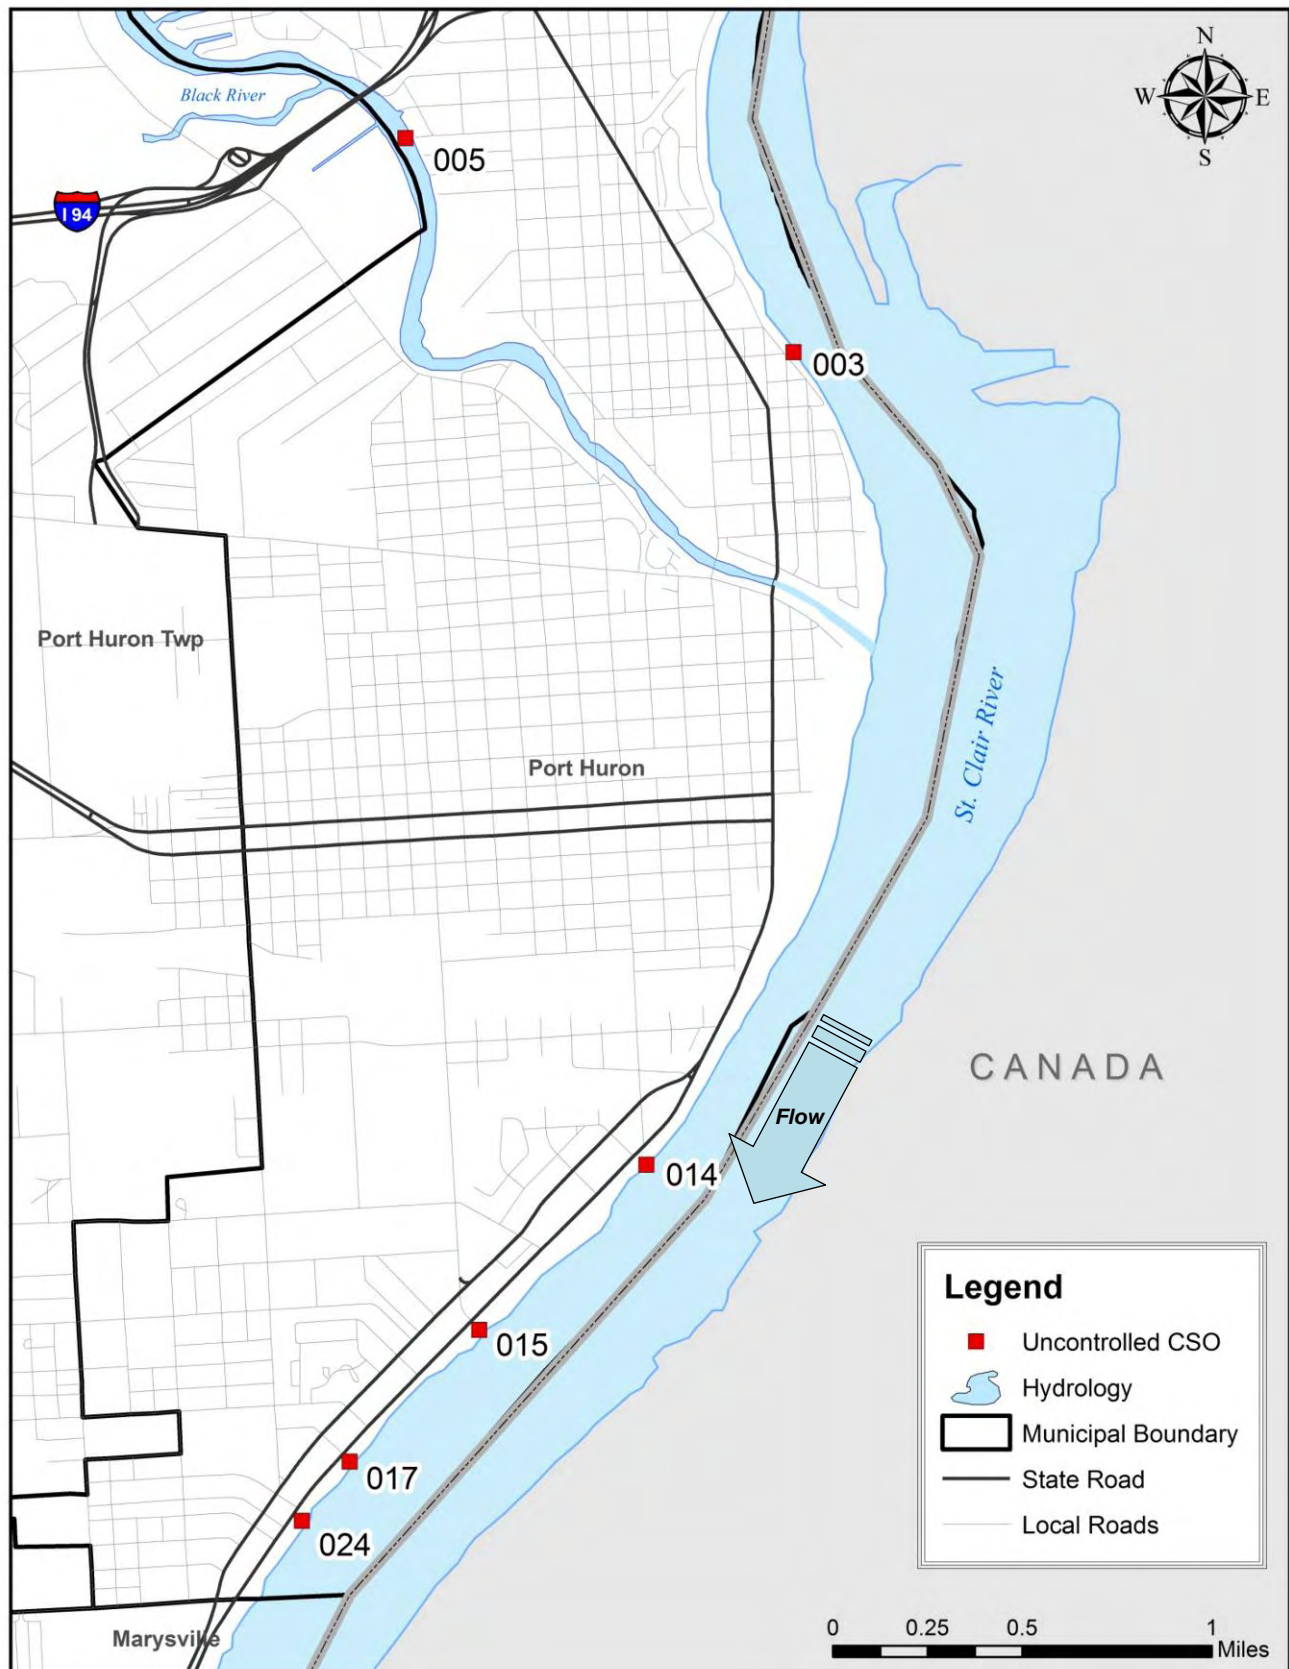 N
W E
S
Black River
005
I 94
003
Port Huron Twp
St. Clair River
Port Huron
CANADA
Flow
014
015
017
024
Marysville
Legend
Uncontrolled CSO
Hydrology
Municipal Boundary
State Road
Local Roads
0 0.25 0.5 1
Miles